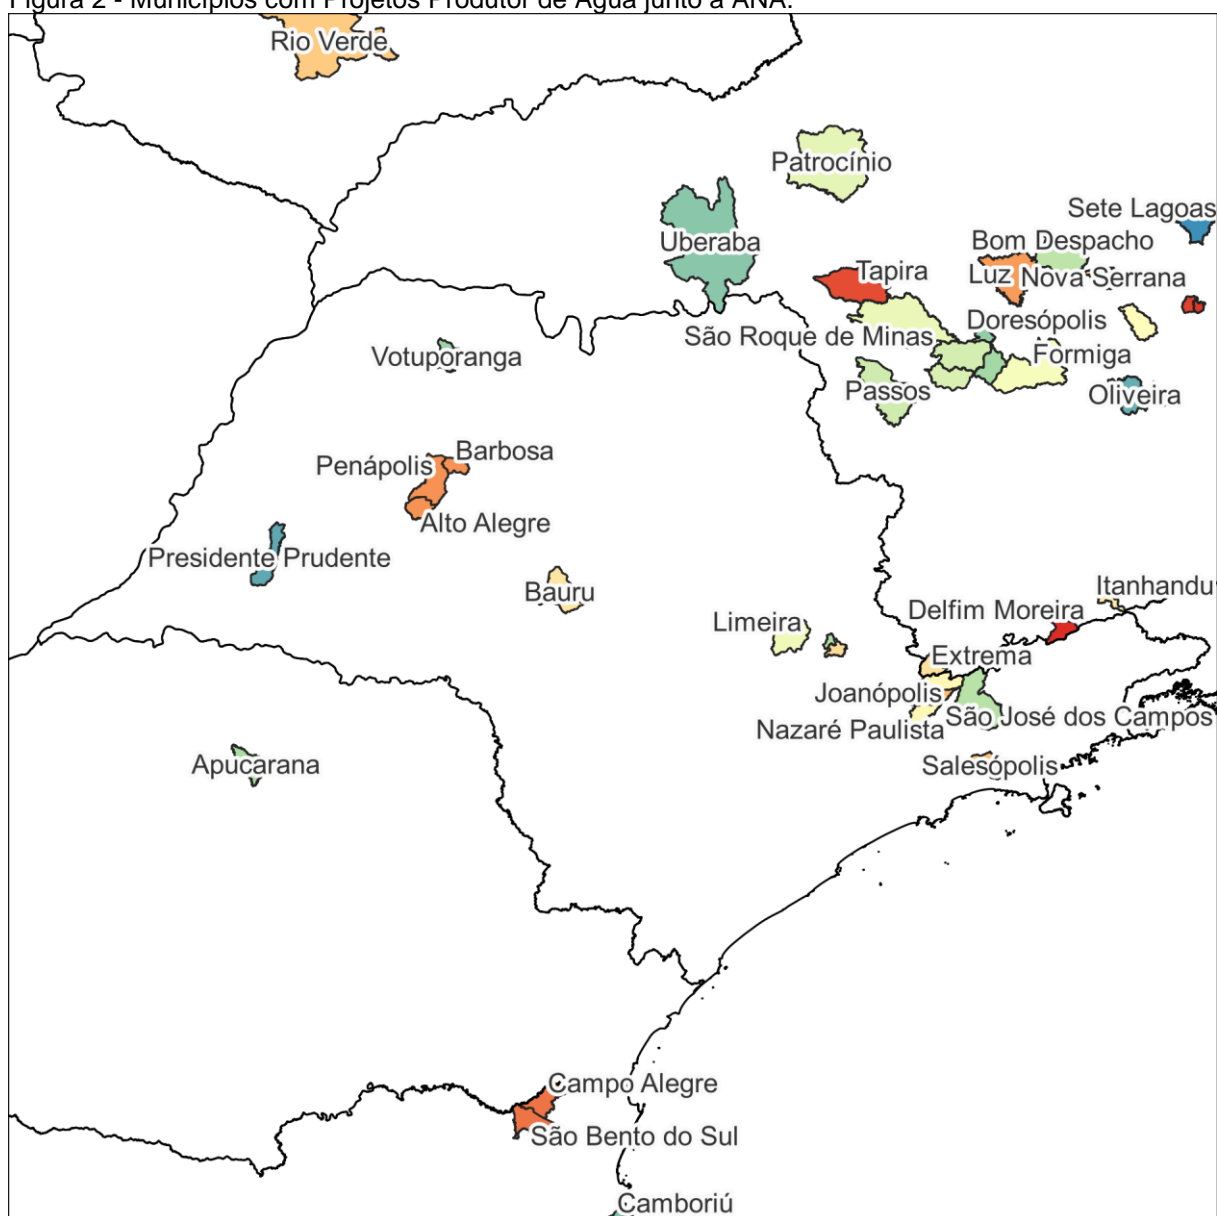 Figura 2 - Municípios com Projetos Produtor de Água junto à ANA.
Rio Verde
Patrocínio
Sete Lagoas
Uberaba
Bom Despacho
Tapira
Luz
Nova Serrana
Doresópolis
São Roque de Minas
Formiga
Votuporanga
Passos
Oliveira
Barbosa
Penápolis
Alto Alegre
Presidente Prudente
Bauru
Itanhandu
Delfim Moreira
Limeira
Extrema
Joanópolis
São José dos Campos
Nazaré Paulista
Apucarana
Salesópolis
Campo Alegre
São Bento do Sul
Camboriú